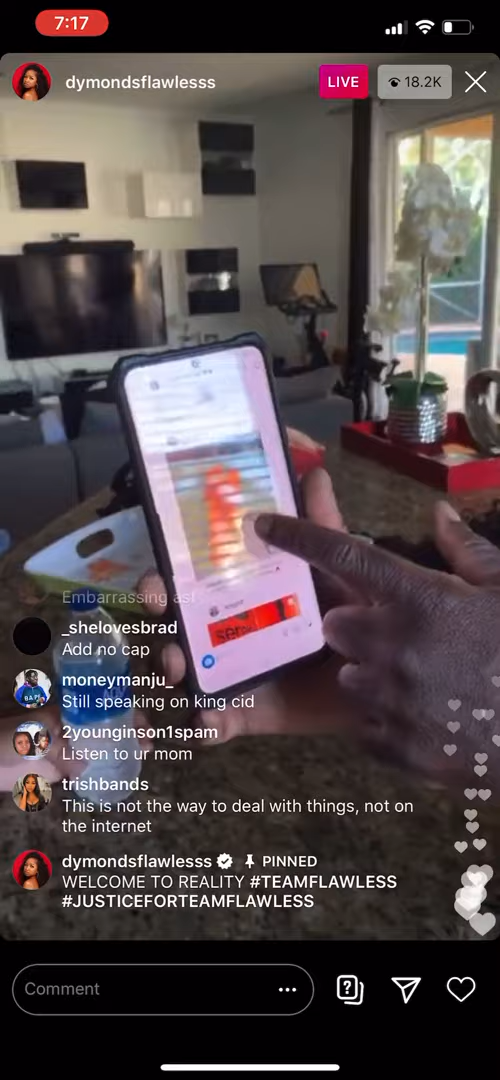 7:17
dymondsflawlesss
LIVE
18.2K
Embarrassing asf
_shelovesbrad
Add no cap
moneymanju_
Still speaking on king cid
2younginson1spam
Listen to ur mom
trishbands
This is not the way to deal with things, not on
the internet
dymondsflawlesss PINNED
WELCOME TO REALITY #TEAMFLAWLESS
#JUSTICEFORTEAMFLAWLESS
Comment